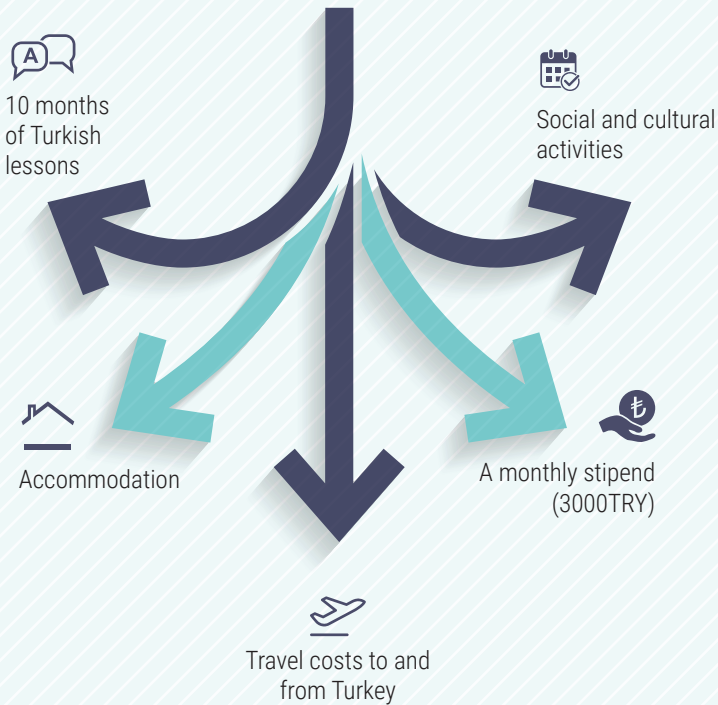 A
10 months
of Turkish
lessons
Social and cultural
activities
Accommodation
₺
A monthly stipend
(3000TRY)
Travel costs to and
from Turkey